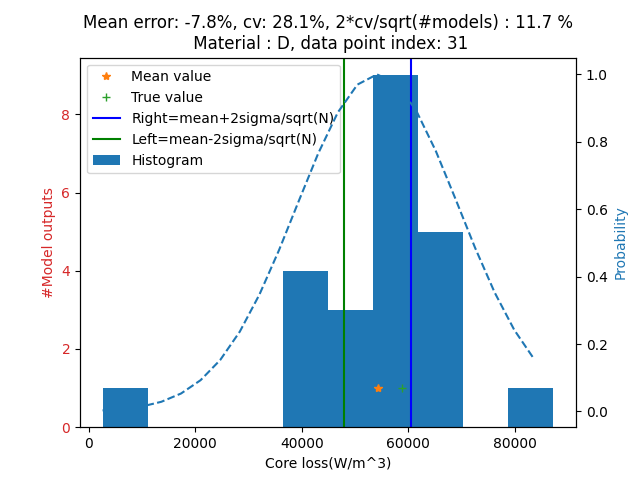 Mean error: -7.8%, cv: 28.1%, 2*cv/sqrt(#models) : 11.7 %
Material : D, data point index: 31
Mean value
True value
Right=mean+2sigma/sqrt(N)
Left=mean-2sigma/sqrt(N)
Histogram
#Model outputs
8
6
4
2
0
1.0
0.8
0.6
0.4
0.2
0.0
Probability
0 20000 40000 60000 80000
Core loss(W/m^3)